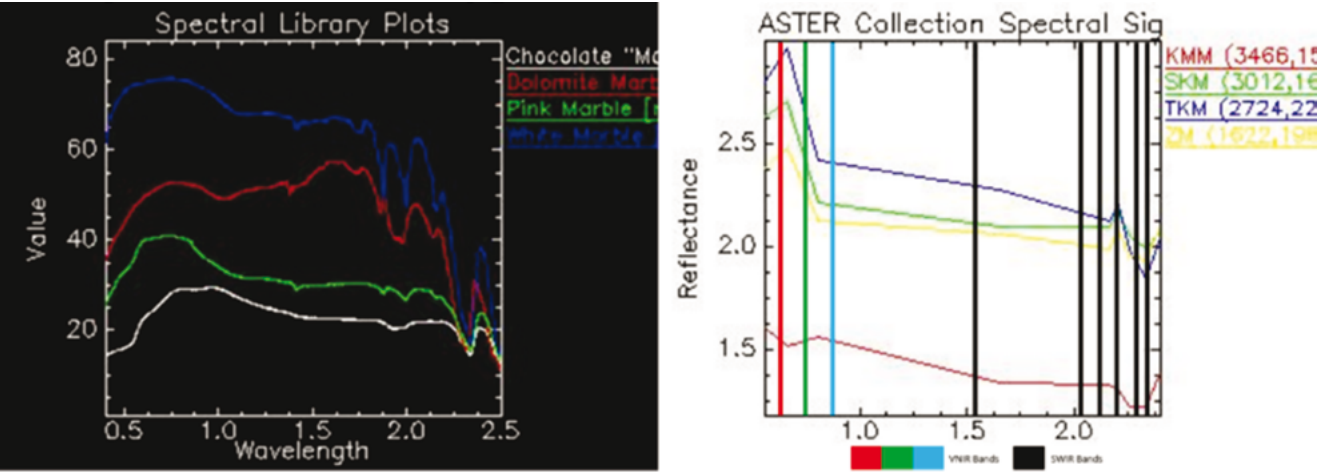 Spectral Library Plots
80
60
40
20
Value
0.5 1.0 1.5 2.0 2.5
Wavelength
Chocolate "Mo
Dolomite Mart
Pink Marble [r
White Marble
ASTER Collection Spectral Sig
2.5
2.0
1.5
Reflectance
1.0 1.5 2.0
KMM (3466,15
SKM (3012,16
TKM (2724,22
ZM (1622,198
VNIR Bands
SWIR Bands